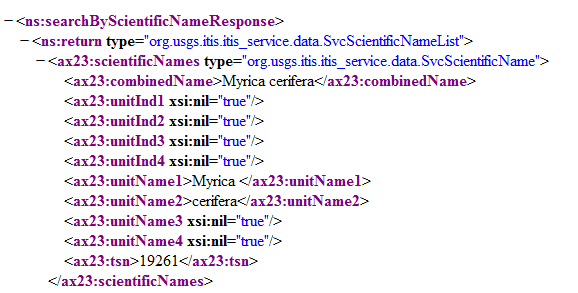 − <ns:searchByScientificNameResponse>
− <ns:return type="org.usgs.itis.itis_service.data.SvcScientificNameList">
− <ax23:scientificNames type="org.usgs.itis.itis_service.data.SvcScientificName">
<ax23:combinedName>Myrica cerifera</ax23:combinedName>
<ax23:unitInd1 xsi:nil="true"/>
<ax23:unitInd2 xsi:nil="true"/>
<ax23:unitInd3 xsi:nil="true"/>
<ax23:unitInd4 xsi:nil="true"/>
<ax23:unitName1>Myrica </ax23:unitName1>
<ax23:unitName2>cerifera</ax23:unitName2>
<ax23:unitName3 xsi:nil="true"/>
<ax23:unitName4 xsi:nil="true"/>
<ax23:tsn>19261</ax23:tsn>
</ax23:scientificNames>